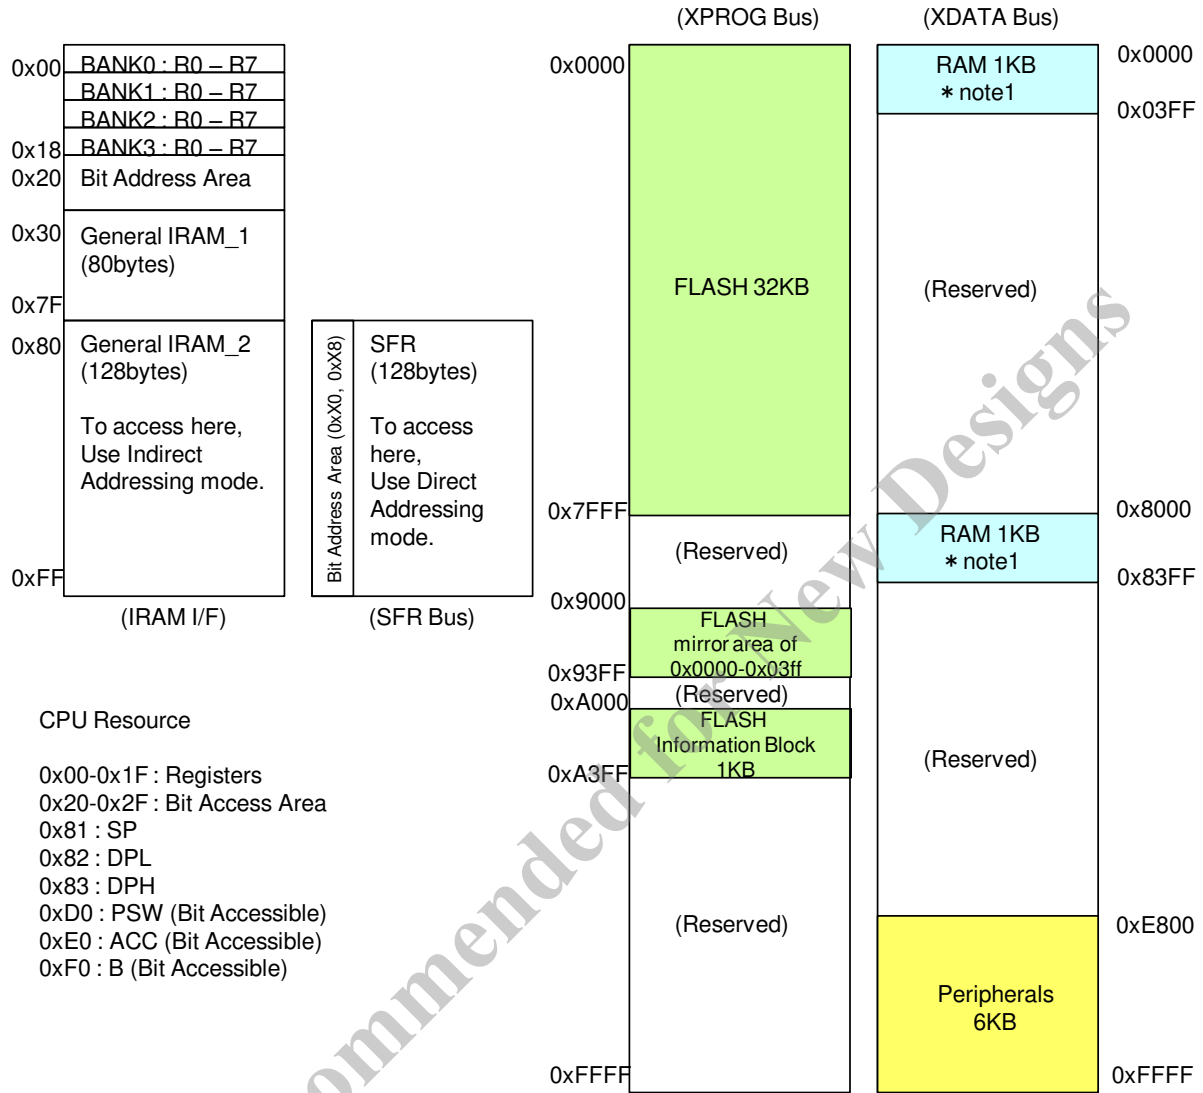 (XPROG Bus)
(XDATA Bus)
0x00
BANK0 : R0 – R7
BANK1 : R0 – R7
BANK2 : R0 – R7
0x18
BANK3 : R0 – R7
0x20
Bit Address Area
0x30
General IRAM_1
(80bytes)
0x7F
0x80
General IRAM_2
(128bytes)
To access here,
Use Indirect
Addressing mode.
0xFF
(IRAM I/F)
Bit Address Area (0xX0, 0xX8)
SFR
(128bytes)
To access
here,
Use Direct
Addressing
mode.
(SFR Bus)
CPU Resource
0x00-0x1F : Registers
0x20-0x2F : Bit Access Area
0x81 : SP
0x82 : DPL
0x83 : DPH
0xD0 : PSW (Bit Accessible)
0xE0 : ACC (Bit Accessible)
0xF0 : B (Bit Accessible)
0x0000
FLASH 32KB
0x7FFF
(Reserved)
0x9000
FLASH
mirror area of
0x0000-0x03ff
0x93FF
(Reserved)
0xA000
FLASH
Information Block
1KB
0xA3FF
(Reserved)
0xFFFF
RAM 1KB
* note1
0x0000
0x03FF
(Reserved)
0x8000
RAM 1KB
* note1
0x83FF
(Reserved)
0xE800
Peripherals
6KB
0xFFFF
ommended for New Designs